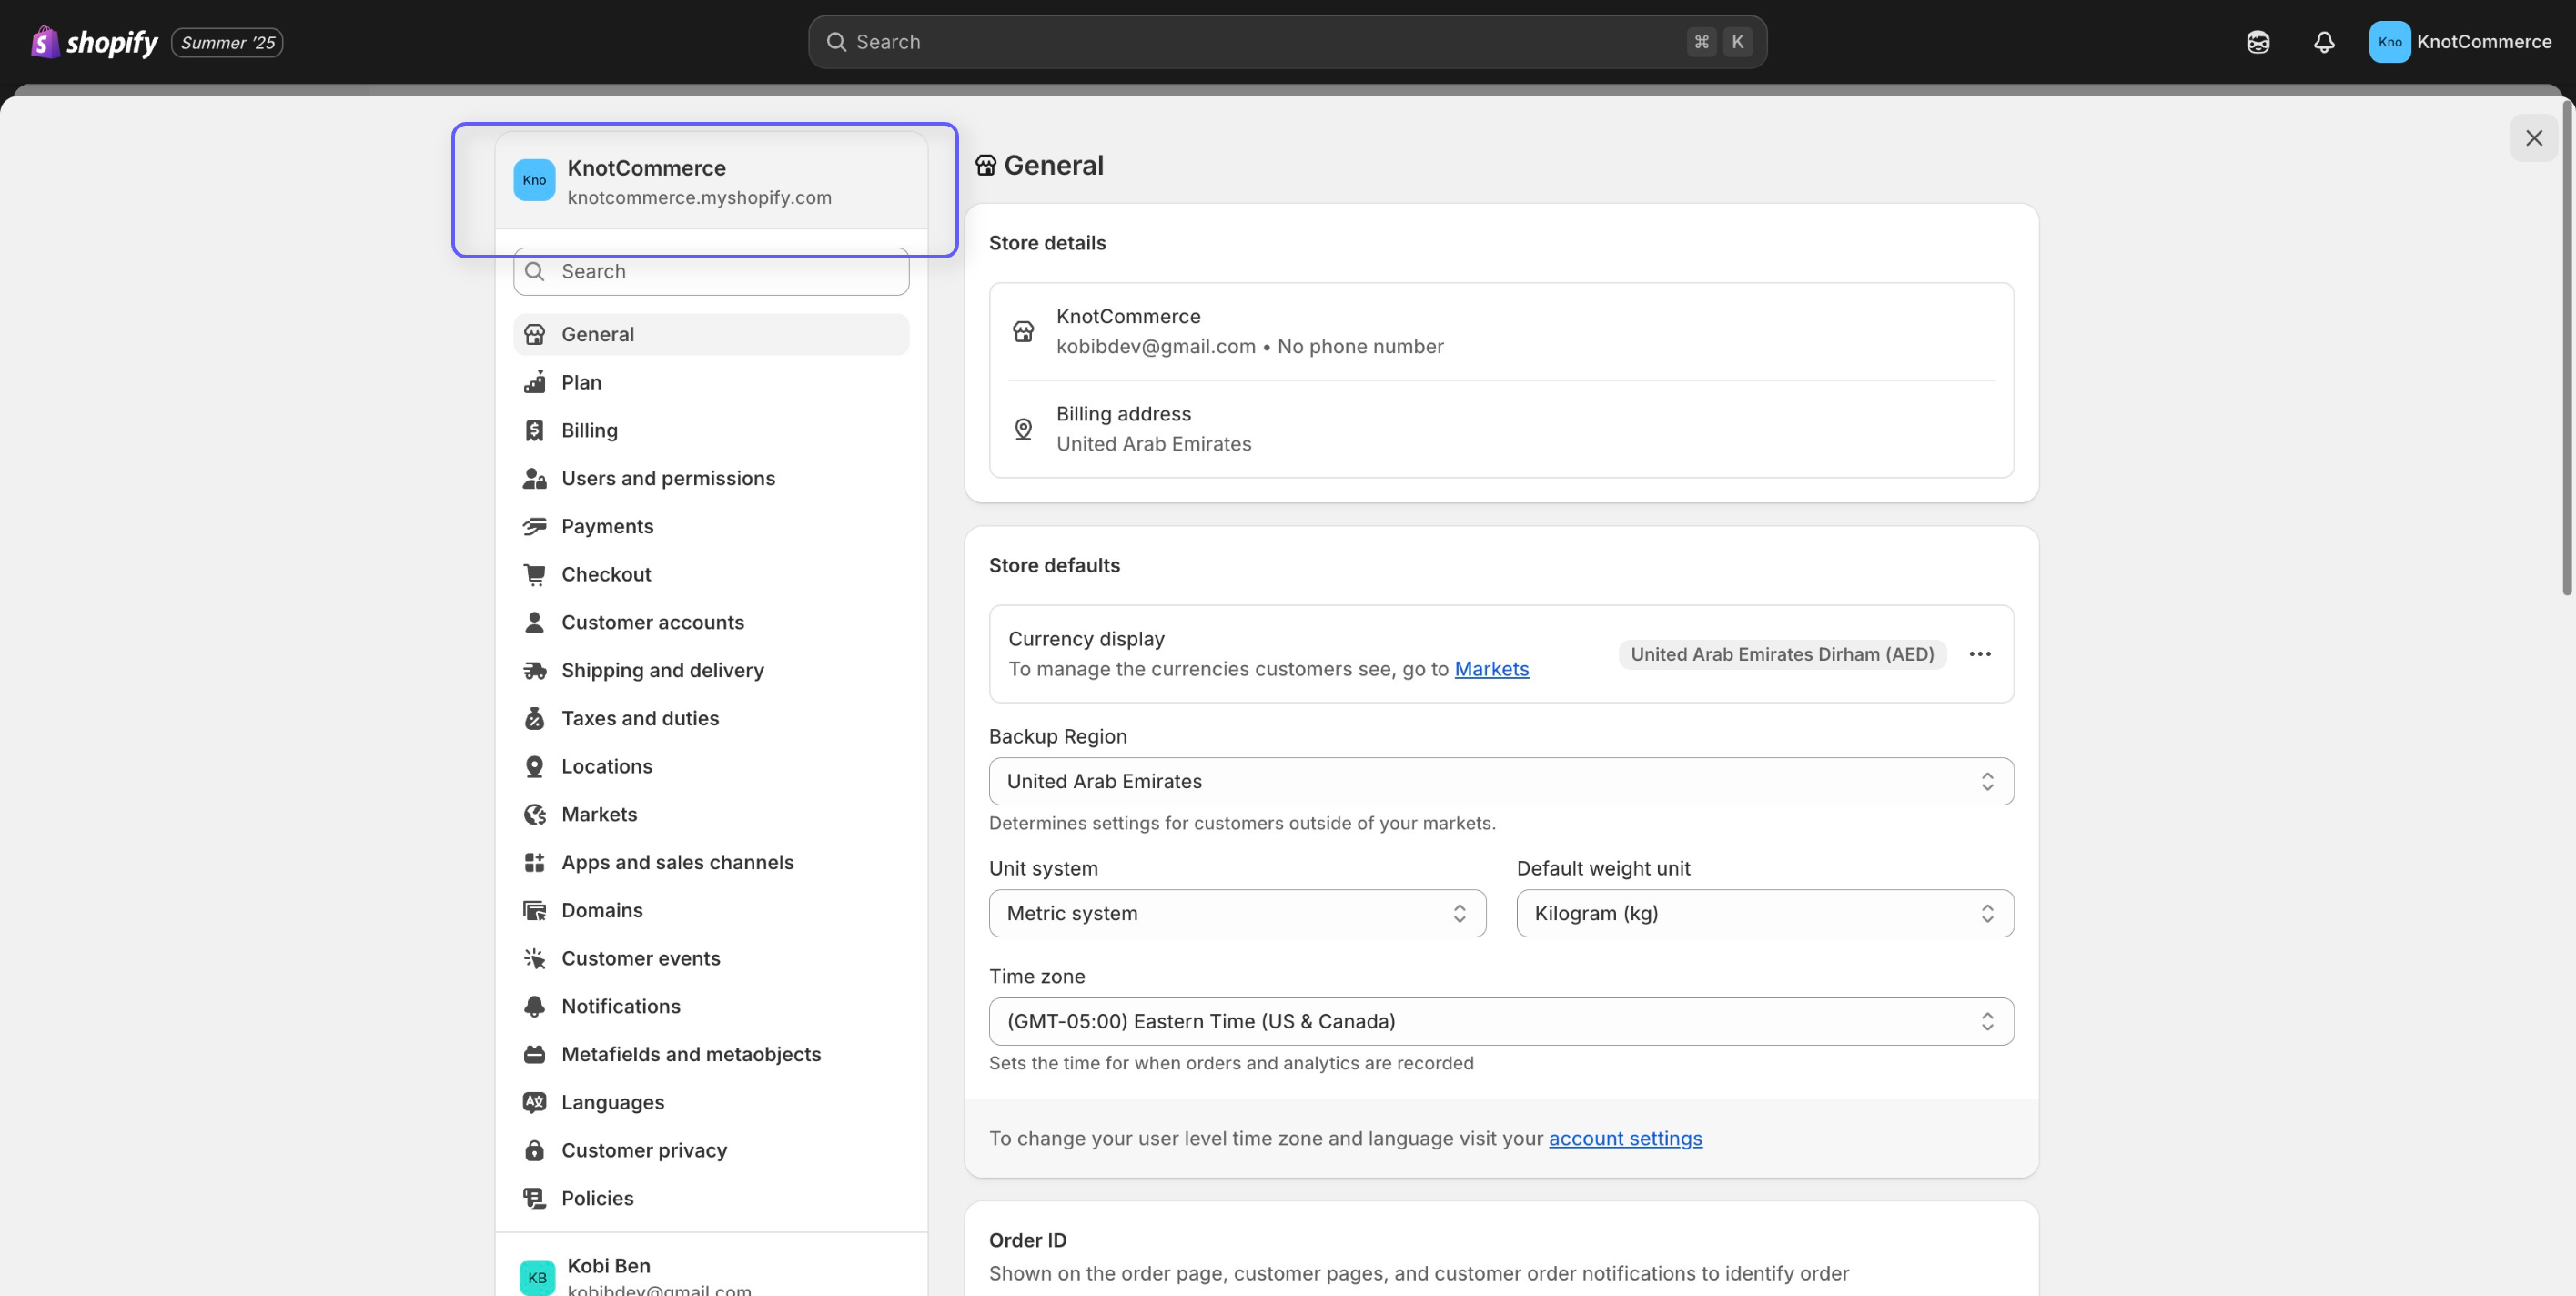 shopify Summer '25
Search ⌘ K
Kno KnotCommerce
Kno KnotCommerce
knotcommerce.myshopify.com
Search
General
Plan
Billing
Users and permissions
Payments
Checkout
Customer accounts
Shipping and delivery
Taxes and duties
Locations
Markets
Apps and sales channels
Domains
Customer events
Notifications
Metafields and metaobjects
Languages
Customer privacy
Policies
KB Kobi Ben
kobibdev@gmail.com
General
Store details
KnotCommerce
kobibdev@gmail.com • No phone number
Billing address
United Arab Emirates
Store defaults
Currency display
To manage the currencies customers see, go to Markets
United Arab Emirates Dirham (AED)
Backup Region
United Arab Emirates
Determines settings for customers outside of your markets.
Unit system
Metric system
Default weight unit
Kilogram (kg)
Time zone
(GMT-05:00) Eastern Time (US & Canada)
Sets the time for when orders and analytics are recorded
To change your user level time zone and language visit your account settings
Order ID
Shown on the order page, customer pages, and customer order notifications to identify order